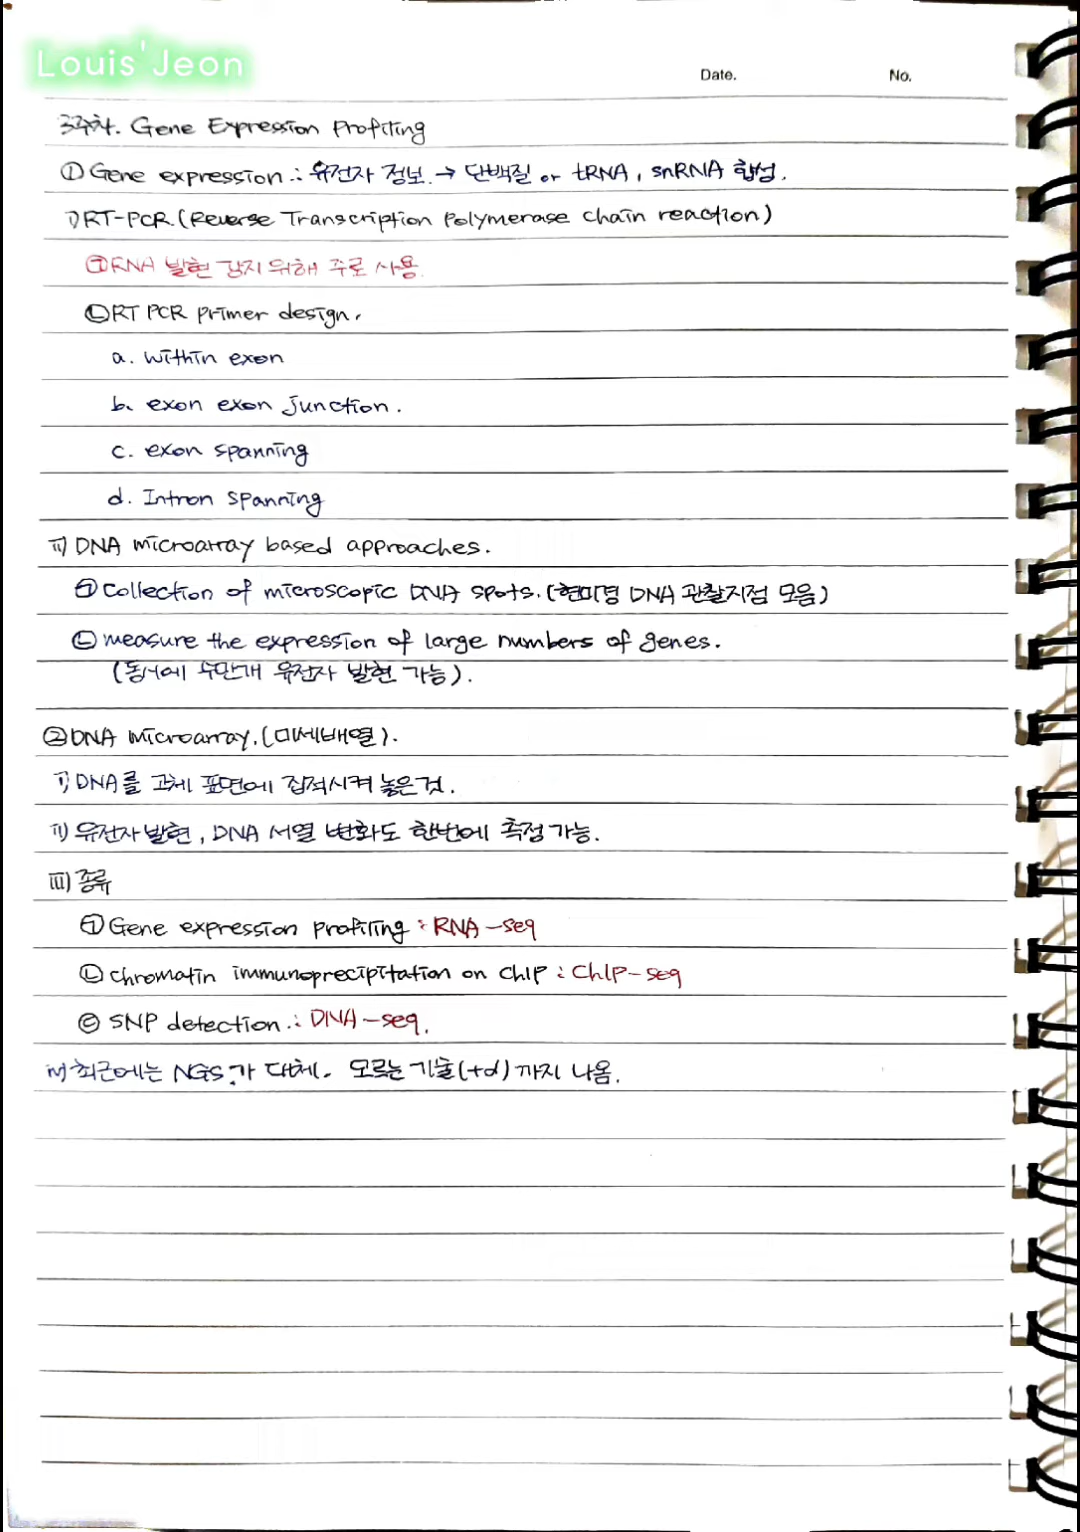 Louis'Jeon
Date. No.
3주차. Gene Expression Profiling
① Gene expression : 유전자 정보 → 단백질 or tRNA, snRNA 합성.
i) RT-PCR (Reverse Transcription Polymerase chain reaction)
㉠ RNA 발현 감지 위해 주로 사용.
㉡ RT PCR primer design.
a. within exon
b. exon exon junction.
c. exon spanning
d. Intron spanning
ii) DNA microarray based approaches.
㉠ Collection of microscopic DNA spots. (현미경 DNA 관찰지점 모음)
㉡ measure the expression of large numbers of genes.
(동시에 수만개 유전자 발현 가능).
② DNA microarray. (미세배열).
i) DNA를 고체 표면에 집적시켜 놓은것.
ii) 유전자 발현, DNA 서열 변화도 한번에 측정 가능.
iii) 종류
㉠ Gene expression profiling : RNA-seq
㉡ chromatin immunoprecipitation on ChIP : ChIP-seq
㉢ SNP detection : DNA-seq.
iv) 최근에는 NGS가 대체. 모르는 기술(+α)까지 나옴.